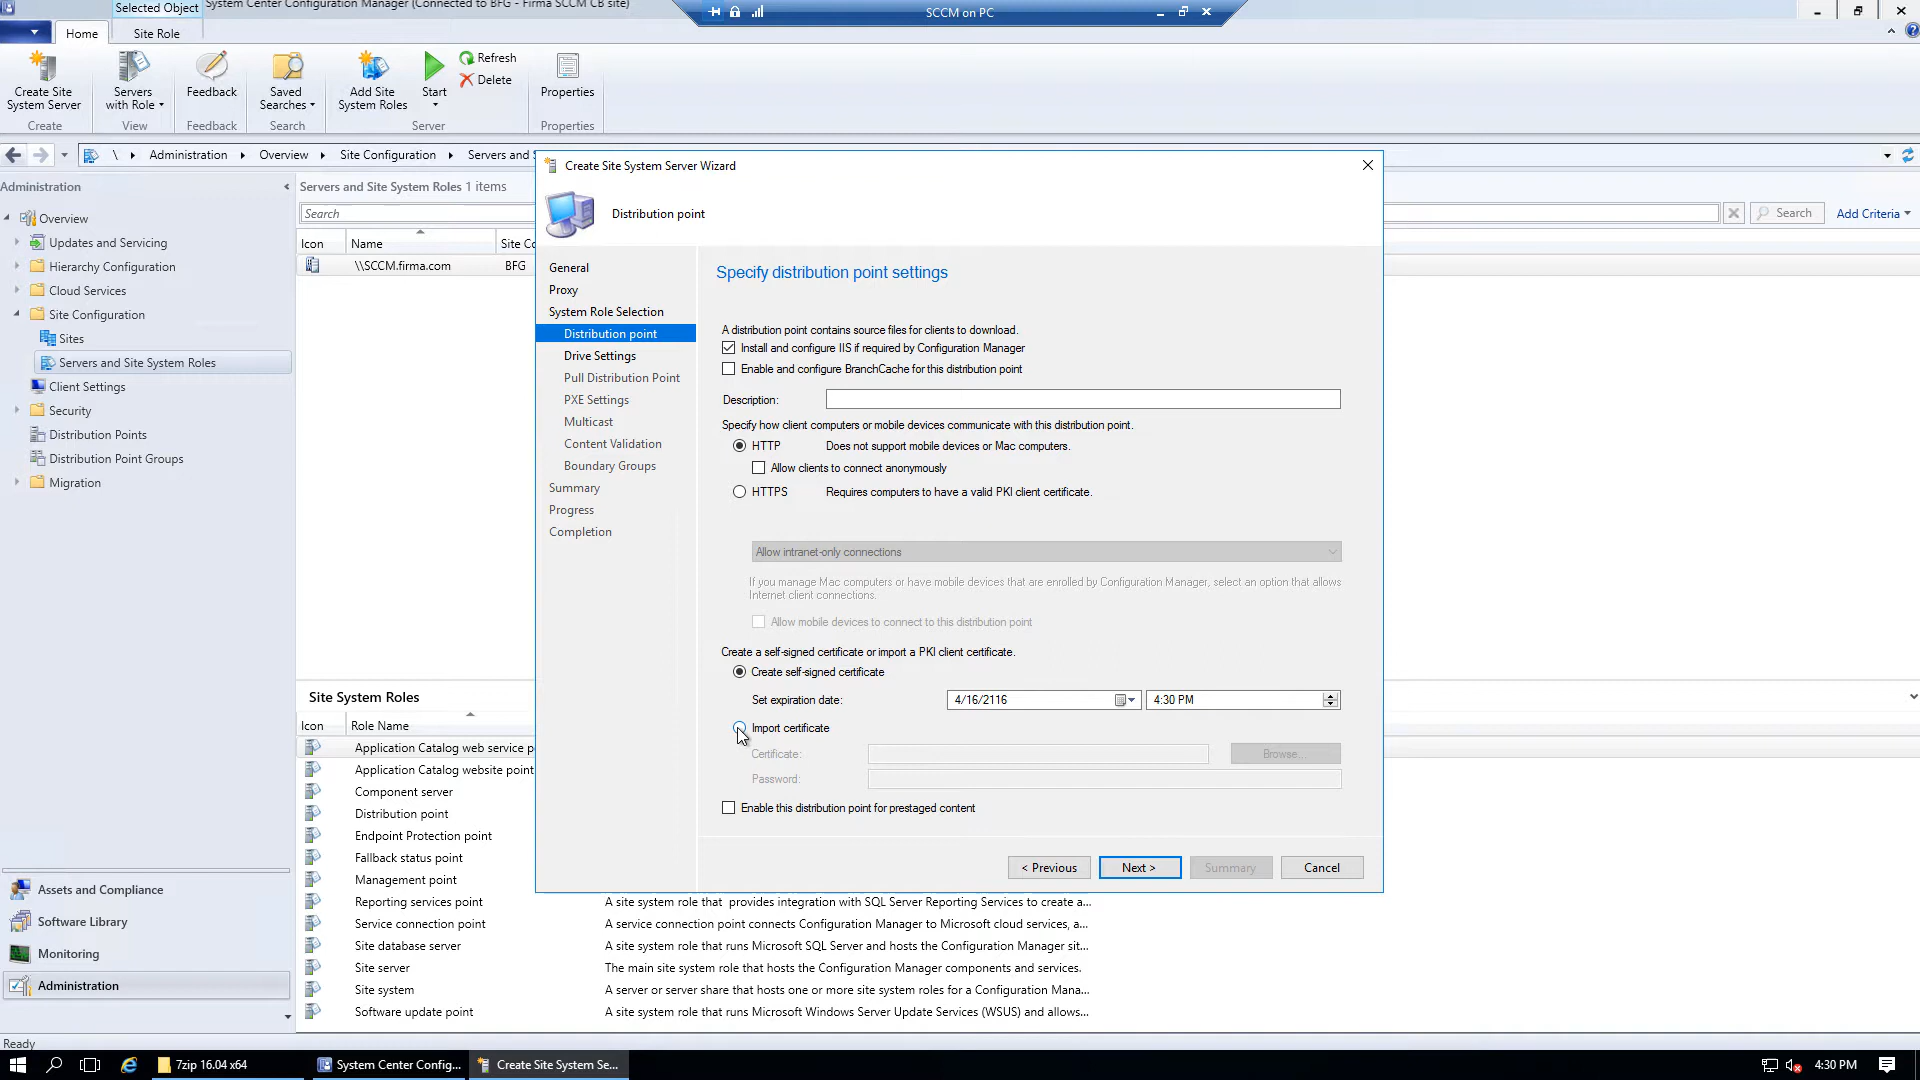 Selected Object
System Center Configuration Manager (Connected to BFG - Firma SCCM CB site)
SCCM on PC
Home
Site Role
Create Site System Server
Servers with Role
Feedback
Saved Searches
Add Site System Roles
Start
Refresh
Delete
Properties
Create
View
Feedback
Search
Server
Properties
\ Administration Overview Site Configuration Servers and S
Administration
Overview
Updates and Servicing
Hierarchy Configuration
Cloud Services
Site Configuration
Sites
Servers and Site System Roles
Client Settings
Security
Distribution Points
Distribution Point Groups
Migration
Assets and Compliance
Software Library
Monitoring
Administration
Servers and Site System Roles 1 items
Search
Search
Add Criteria
Icon Name Site Co
\\SCCM.firma.com BFG
Create Site System Server Wizard
Distribution point
General
Proxy
System Role Selection
Distribution point
Drive Settings
Pull Distribution Point
PXE Settings
Multicast
Content Validation
Boundary Groups
Summary
Progress
Completion
Specify distribution point settings
A distribution point contains source files for clients to download.
Install and configure IIS if required by Configuration Manager
Enable and configure BranchCache for this distribution point
Description:
Specify how client computers or mobile devices communicate with this distribution point.
HTTP Does not support mobile devices or Mac computers.
Allow clients to connect anonymously
HTTPS Requires computers to have a valid PKI client certificate.
Allow intranet-only connections
If you manage Mac computers or have mobile devices that are enrolled by Configuration Manager, select an option that allows
Internet client connections.
Allow mobile devices to connect to this distribution point
Create a self-signed certificate or import a PKI client certificate.
Create self-signed certificate
Set expiration date: 4/16/2116 4:30 PM
Import certificate
Certificate: Browse...
Password:
Enable this distribution point for prestaged content
< Previous Next > Summary Cancel
Site System Roles
Icon Role Name
Application Catalog web service p
Application Catalog website point
Component server
Distribution point
Endpoint Protection point
Fallback status point
Management point
Reporting services point A site system role that provides integration with SQL Server Reporting Services to create a...
Service connection point A service connection point connects Configuration Manager to Microsoft cloud services, a...
Site database server A site system role that runs Microsoft SQL Server and hosts the Configuration Manager sit...
Site server The main site system role that hosts the Configuration Manager components and services.
Site system A server or server share that hosts one or more site system roles for a Configuration Mana...
Software update point A site system role that runs Microsoft Windows Server Update Services (WSUS) and allows...
Ready
7zip 16.04 x64
System Center Config...
Create Site System Se...
4:30 PM